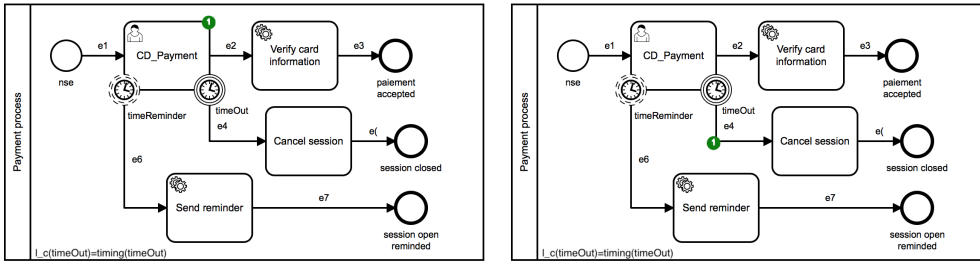 Payment process
nse
e1
CD_Payment
1
e2
Verify card
information
e3
paiement
accepted
timeReminder
timeOut
e4
Cancel session
e(
session closed
e6
Send reminder
e7
session open
reminded
I_c(timeOut)=timing(timeOut)
Payment process
nse
e1
CD_Payment
e2
Verify card
information
e3
paiement
accepted
timeReminder
timeOut
e4
1
Cancel session
e(
session closed
e6
Send reminder
e7
session open
reminded
I_c(timeOut)=timing(timeOut)